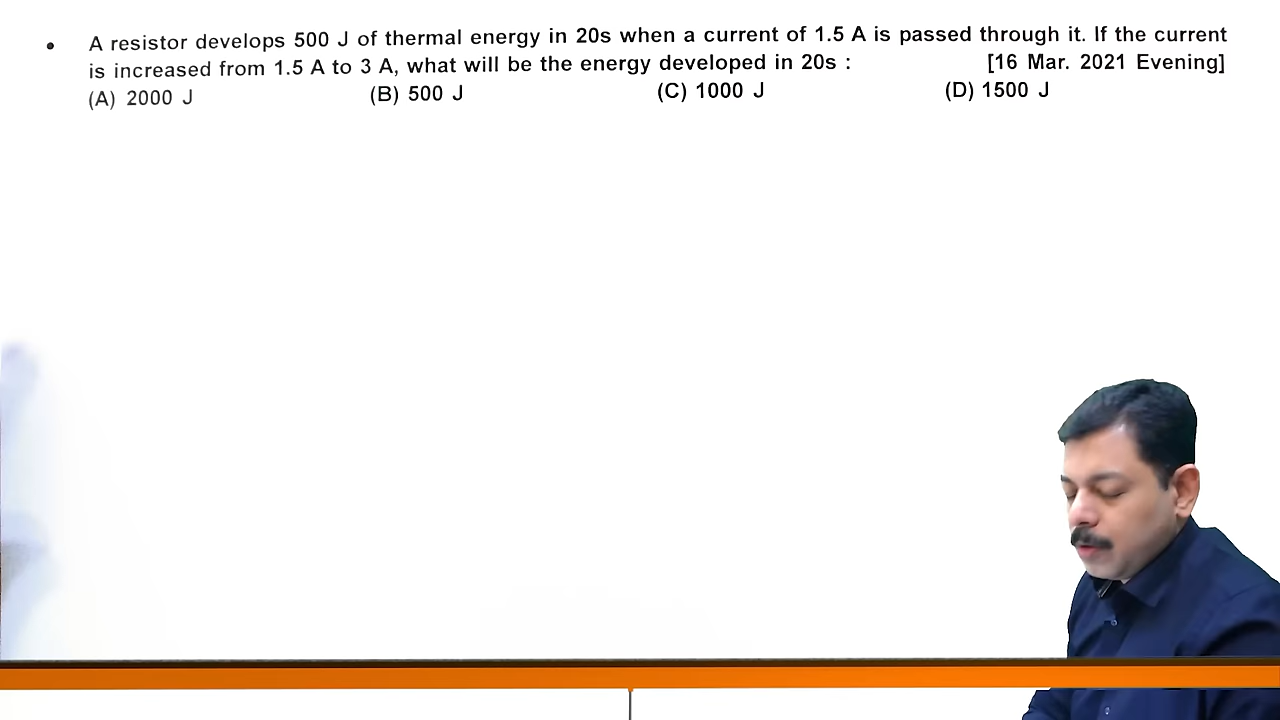 • A resistor develops 500 J of thermal energy in 20s when a current of 1.5 A is passed through it. If the current
is increased from 1.5 A to 3 A, what will be the energy developed in 20s : [16 Mar. 2021 Evening]
(A) 2000 J (B) 500 J (C) 1000 J (D) 1500 J